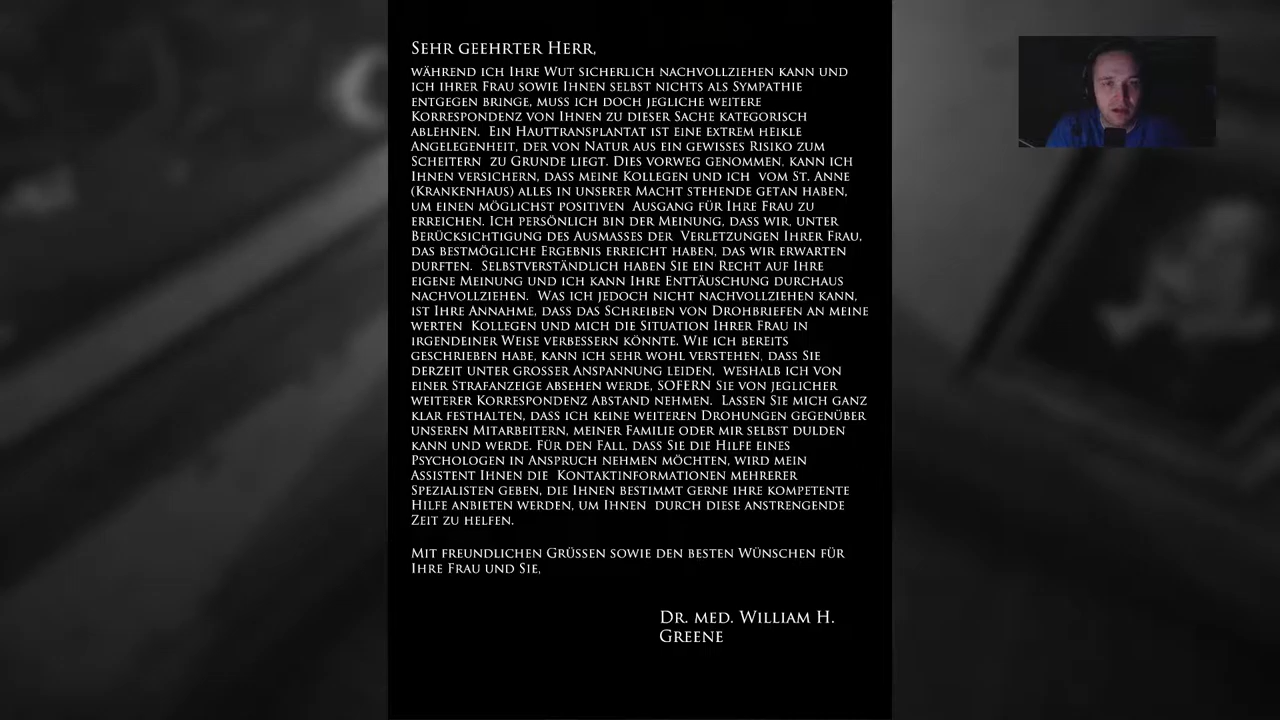 Sehr geehrter Herr,
während ich Ihre Wut sicherlich nachvollziehen kann und
ich ihrer Frau sowie Ihnen selbst nichts als Sympathie
entgegen bringe, muss ich doch jegliche weitere
Korrespondenz von Ihnen zu dieser Sache kategorisch
ablehnen. Ein Hauttransplantat ist eine extrem heikle
Angelegenheit, der von Natur aus ein gewisses Risiko zum
Scheitern zu Grunde liegt. Dies vorweg genommen, kann ich
Ihnen versichern, dass meine Kollegen und ich vom St. Anne
(Krankenhaus) alles in unserer Macht stehende getan haben,
um einen möglichst positiven Ausgang für Ihre Frau zu
erreichen. Ich persönlich bin der Meinung, dass wir, unter
Berücksichtigung des Ausmasses der Verletzungen Ihrer Frau,
das bestmögliche Ergebnis erreicht haben, das wir erwarten
durften. Selbstverständlich haben Sie ein Recht auf Ihre
eigene Meinung und ich kann Ihre Enttäuschung durchaus
nachvollziehen. Was ich jedoch nicht nachvollziehen kann,
ist Ihre Annahme, dass das Schreiben von Drohbriefen an meine
werten Kollegen und mich die Situation Ihrer Frau in
irgendeiner Weise verbessern könnte. Wie ich bereits
geschrieben habe, kann ich sehr wohl verstehen, dass Sie
derzeit unter grosser Anspannung leiden, weshalb ich von
einer Strafanzeige absehen werde, SOFERN Sie von jeglicher
weiterer Korrespondenz Abstand nehmen. Lassen Sie mich ganz
klar festhalten, dass ich keine weiteren Drohungen gegenüber
unseren Mitarbeitern, meiner Familie oder mir selbst dulden
kann und werde. Für den Fall, dass Sie die Hilfe eines
Psychologen in Anspruch nehmen möchten, wird mein
Assistent Ihnen die Kontaktinformationen mehrerer
Spezialisten geben, die Ihnen bestimmt gerne ihre kompetente
Hilfe anbieten werden, um Ihnen durch diese anstrengende
Zeit zu helfen.
Mit freundlichen Grüssen sowie den besten Wünschen für
Ihre Frau und Sie,
Dr. med. William H.
Greene